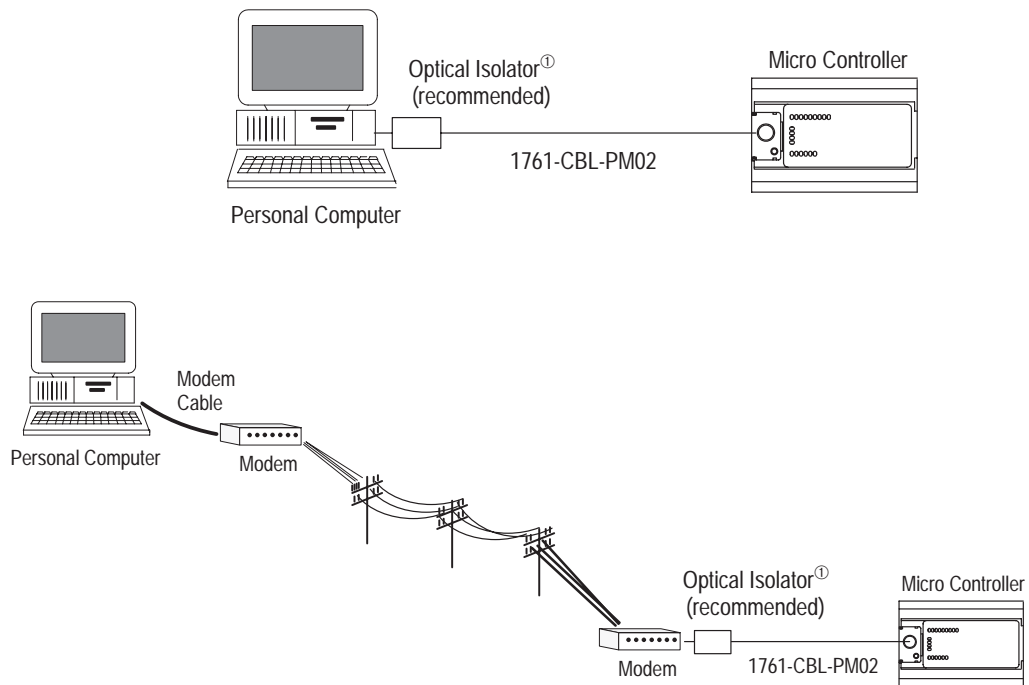 Optical Isolator①
(recommended)
Micro Controller
1761-CBL-PM02
Personal Computer
Modem
Cable
Personal Computer
Modem
Optical Isolator①
(recommended)
Micro Controller
Modem
1761-CBL-PM02